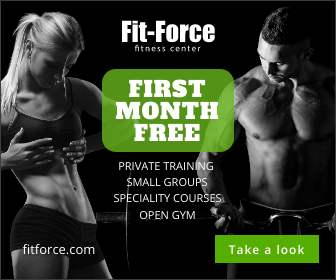 Fit-Force
fitness center
FIRST
MONTH
FREE
PRIVATE TRAINING
SMALL GROUPS
SPECIALITY COURSES
OPEN GYM
fitforce.com
Take a look